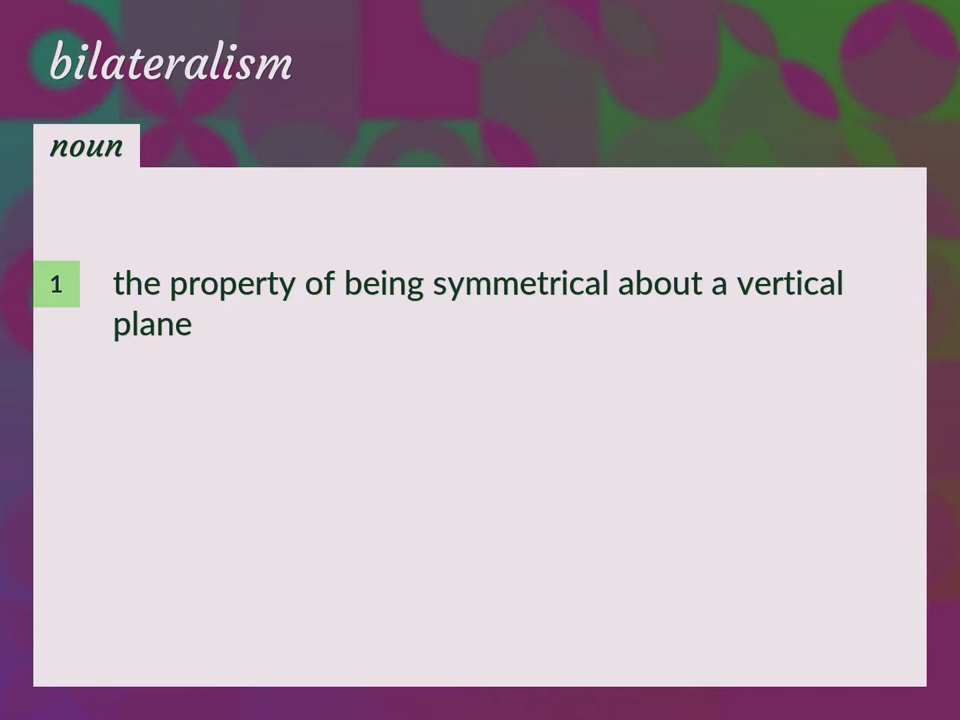 bilateralism
noun
1 the property of being symmetrical about a vertical
plane